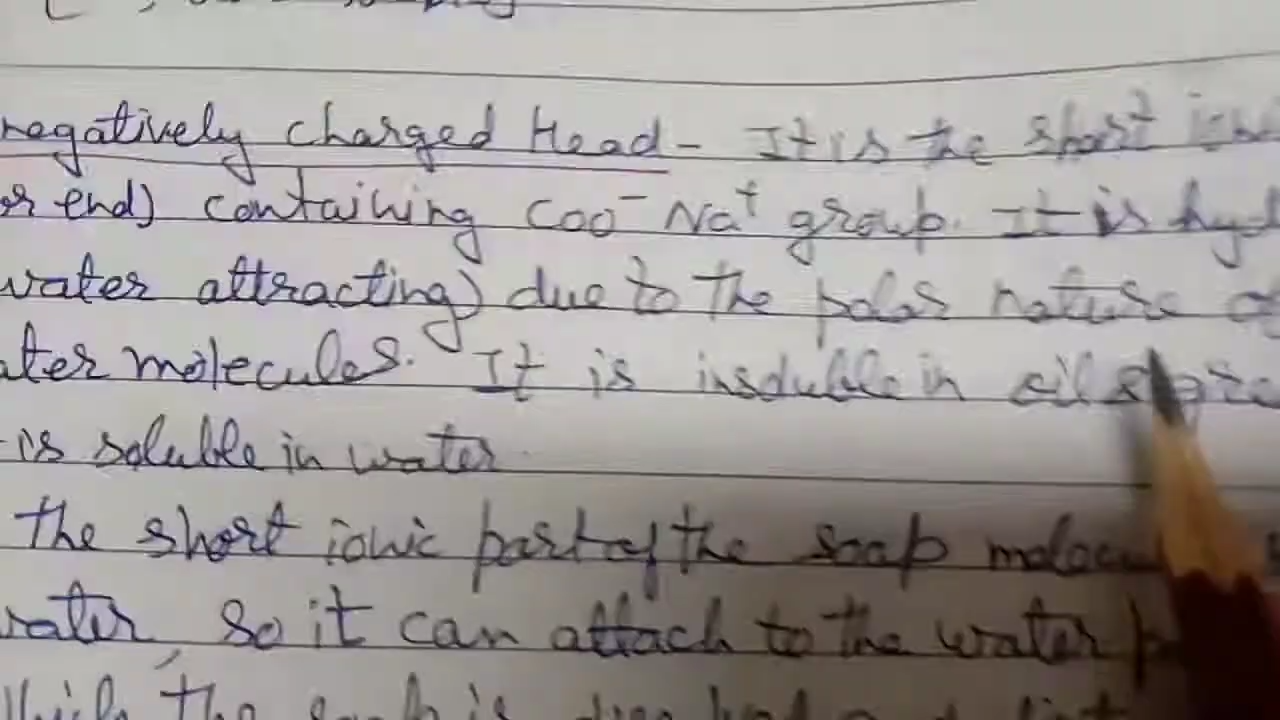 negatively charged Head - It is the short
or end) containing COO⁻ Na⁺ group. It is
water attracting) due to the polar nature
molecules. It is insoluble in oil
is soluble in water.
the short ionic part of the soap
water, so it can attach to the water
the